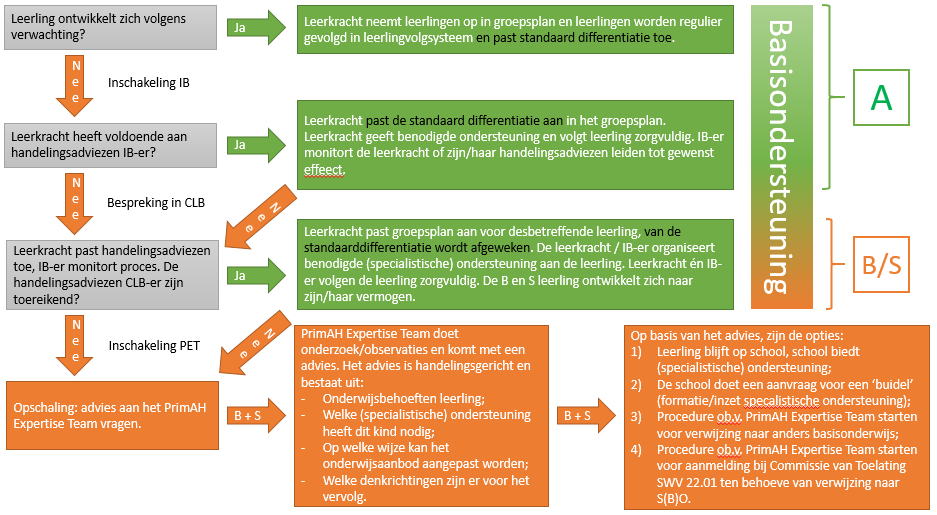 Leerling ontwikkelt zich volgens
verwachting?
Ja
Leerkracht neemt leerlingen op in groepsplan en leerlingen worden regulier
gevolgd in leerlingvolgsysteem en past standaard differentiatie toe.
Nee
Inschakeling IB
Leerkracht heeft voldoende aan
handelingsadviezen IB-er?
Ja
Leerkracht past de standaard differentiatie aan in het groepsplan.
Leerkracht geeft benodigde ondersteuning en volgt leerling zorgvuldig. IB-er
monitort de leerkracht of zijn/haar handelingsadviezen leiden tot gewenst
effeect.
Nee
Bespreking in CLB
Nee
Leerkracht past handelingsadviezen
toe, IB-er monitort proces. De
handelingsadviezen CLB-er zijn
toereikend?
Ja
Leerkracht past groepsplan aan voor desbetreffende leerling, van de
standaarddifferentiatie wordt afgeweken. De leerkracht / IB-er organiseert
benodigde (specialistische) ondersteuning aan de leerling. Leerkracht én IB-
er volgen de leerling zorgvuldig. De B en S leerling ontwikkelt zich naar
zijn/haar vermogen.
Basisondersteuning
A
B/S
Nee
Inschakeling PET
Nee
Opschaling: advies aan het PrimAH
Expertise Team vragen.
B + S
PrimAH Expertise Team doet
onderzoek/observaties en komt met een
advies. Het advies is handelingsgericht en
bestaat uit:
- Onderwijsbehoeften leerling;
- Welke (specialistische) ondersteuning
heeft dit kind nodig;
- Op welke wijze kan het
onderwijsaanbod aangepast worden;
- Welke denkrichtingen zijn er voor het
vervolg.
B + S
Op basis van het advies, zijn de opties:
1) Leerling blijft op school, school biedt
(specialistische) ondersteuning;
2) De school doet een aanvraag voor een ‘buidel’
(formatie/inzet specalistische ondersteuning);
3) Procedure ob.v. PrimAH Expertise Team starten
voor verwijzing naar anders basisonderwijs;
4) Procedure ob.v. PrimAH Expertise Team starten
voor aanmelding bij Commissie van Toelating
SWV 22.01 ten behoeve van verwijzing naar
S(B)O.